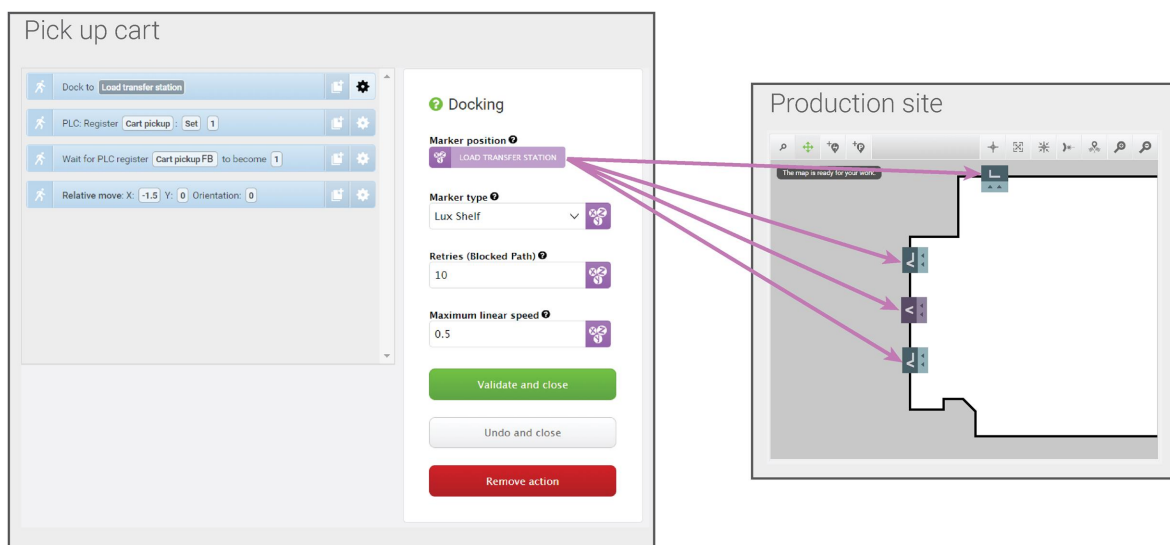 Pick up cart
Dock to Load transfer station
PLC: Register Cart pickup : Set 1
Wait for PLC register Cart pickup FB to become 1
Relative move: X: -1.5 Y: 0 Orientation: 0
Docking
Marker position
LOAD TRANSFER STATION
Marker type
Lux Shelf
Retries (Blocked Path)
10
Maximum linear speed
0.5
Validate and close
Undo and close
Remove action
Production site
The map is ready for your work.